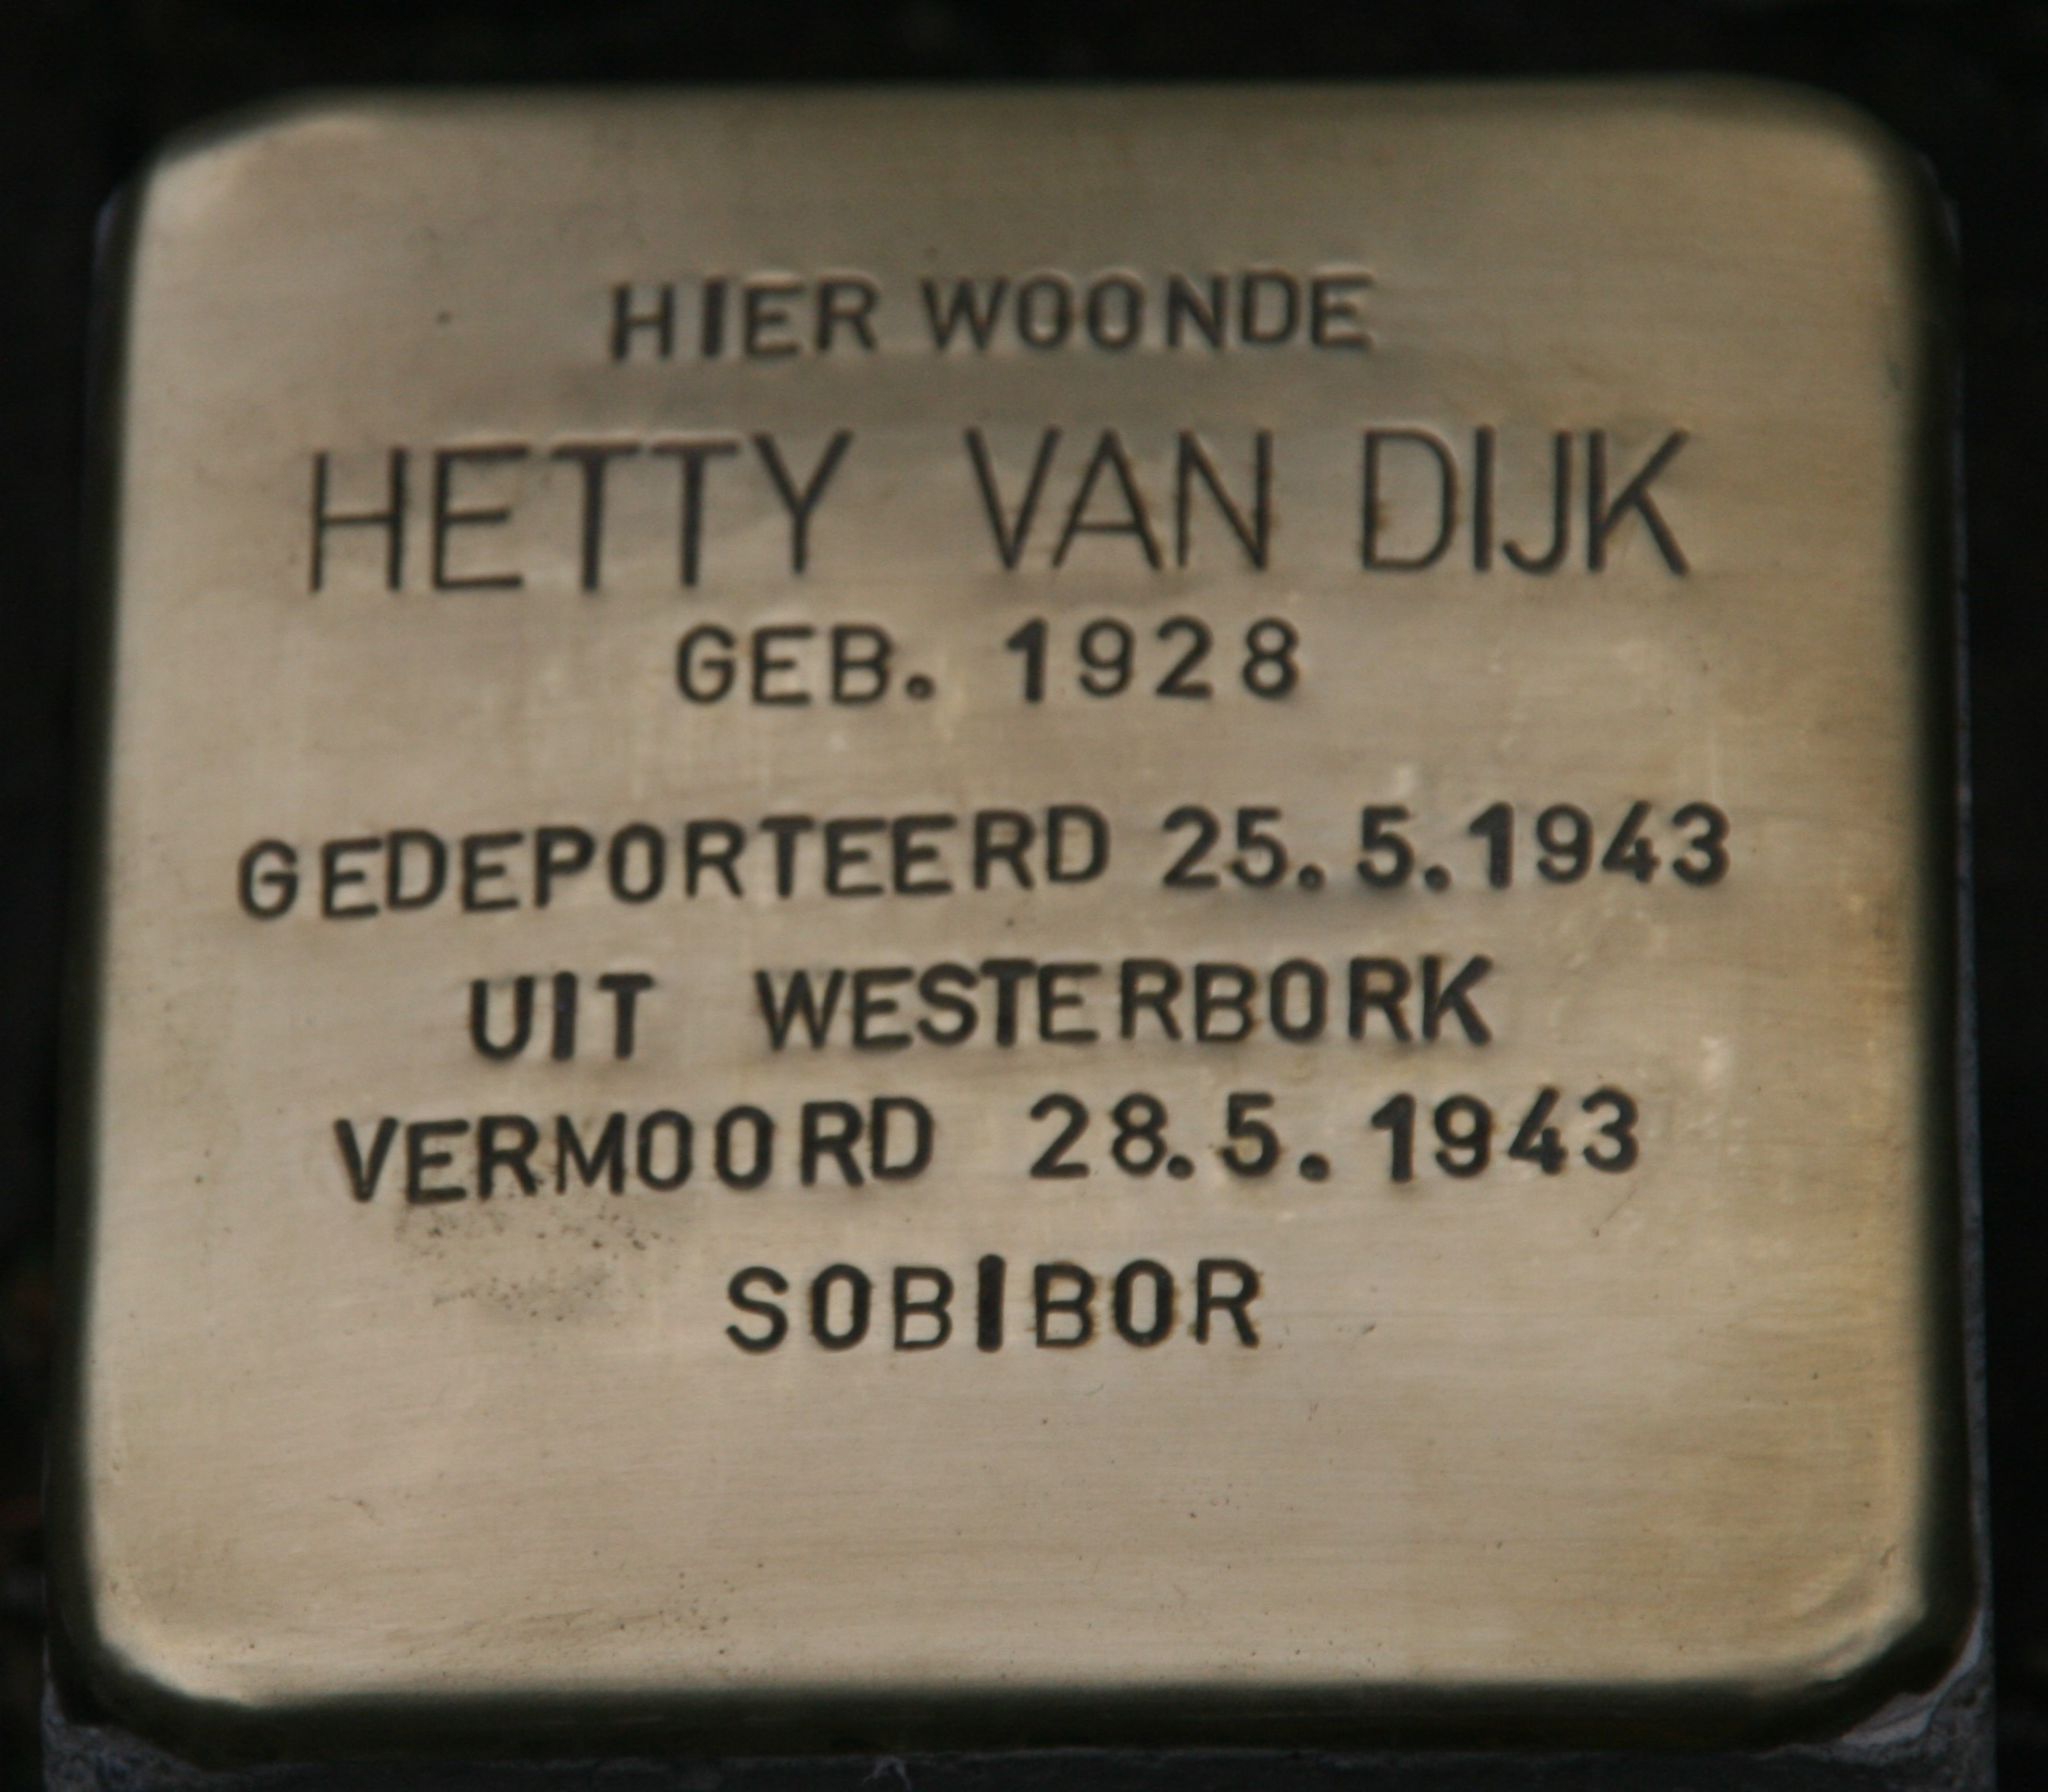 HIER WOONDE
HETTY VAN DIJK
GEB. 1928
GEDEPORTEERD 25.5.1943
UIT WESTERBORK
VERMOORD 28.5.1943
SOBIBOR